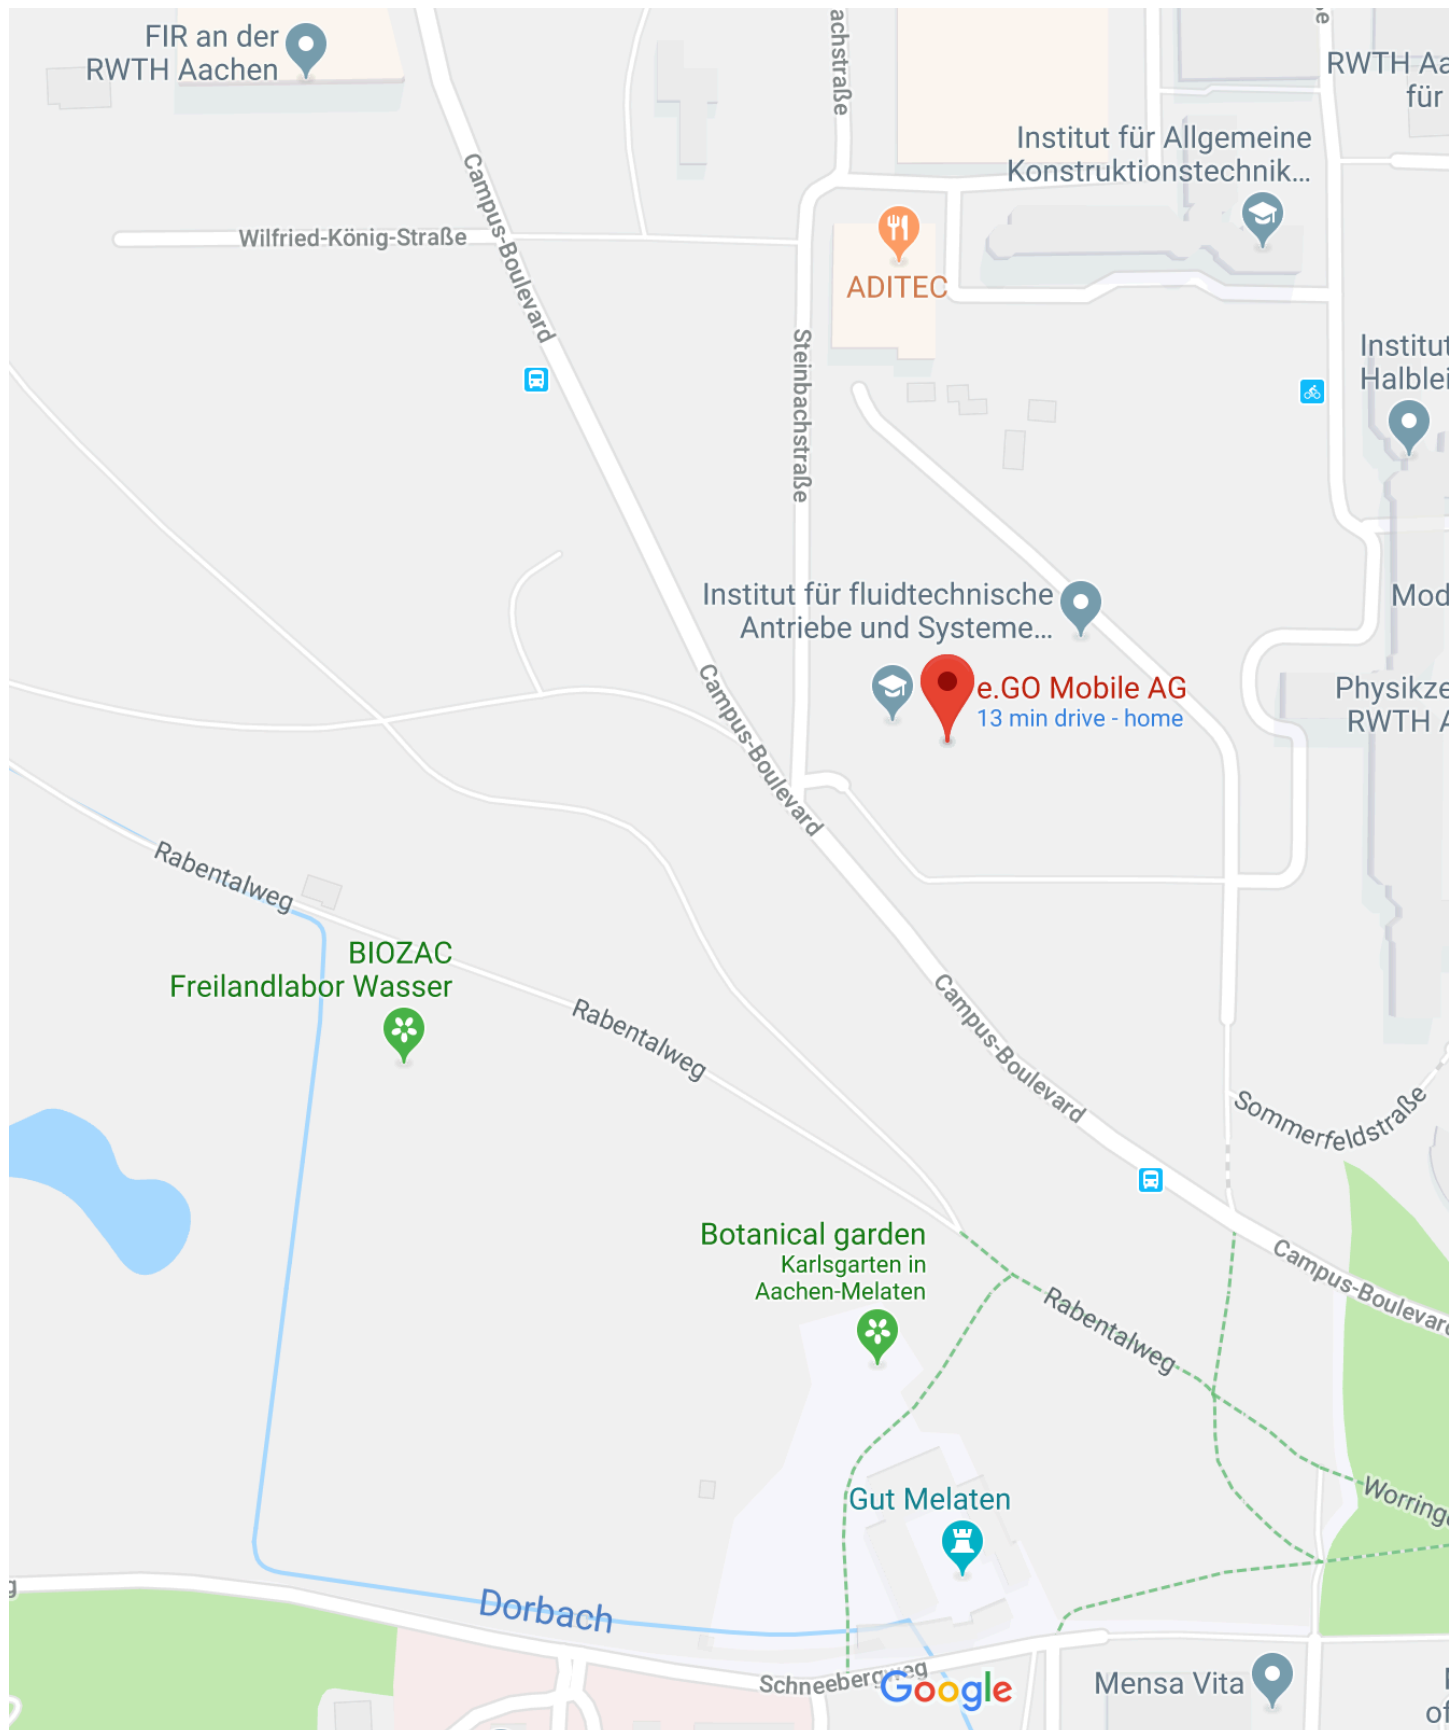 FIR an der
RWTH Aachen
achstraße
RWTH Aa
für
Institut für Allgemeine
Konstruktionstechnik...
Campus-Boulevard
Wilfried-König-Straße
ADITEC
Steinbachstraße
Institut
Halblei
Institut für fluidtechnische
Antriebe und Systeme...
Mod
e.GO Mobile AG
13 min drive - home
Physikze
RWTH A
Campus-Boulevard
Rabentalweg
BIOZAC
Freilandlabor Wasser
Rabentalweg
Campus-Boulevard
Sommerfeldstraße
Botanical garden
Karlsgarten in
Aachen-Melaten
Campus-Boulevard
Rabentalweg
Gut Melaten
Worringe
Dorbach
Schneebergweg
Google
Mensa Vita
of